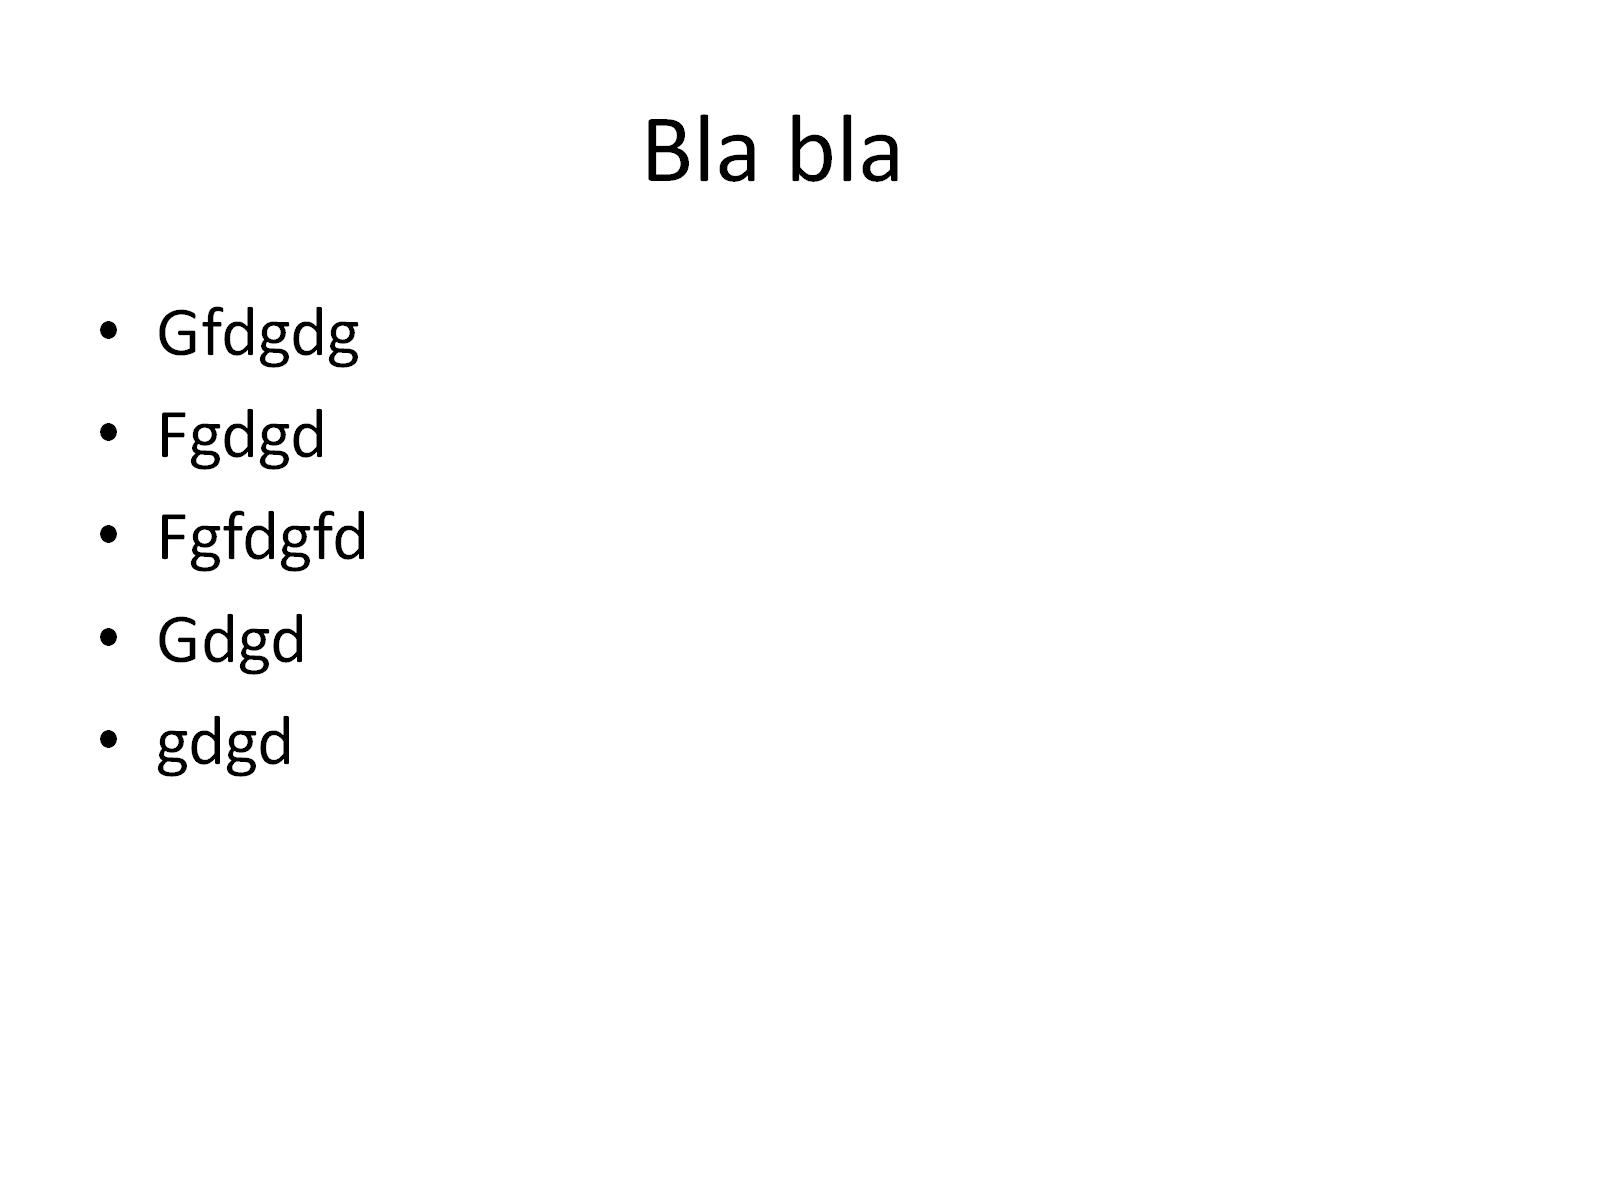 Bla bla
• Gfdgdg
• Fgdgd
• Fgfdgfd
• Gdgd
• gdgd